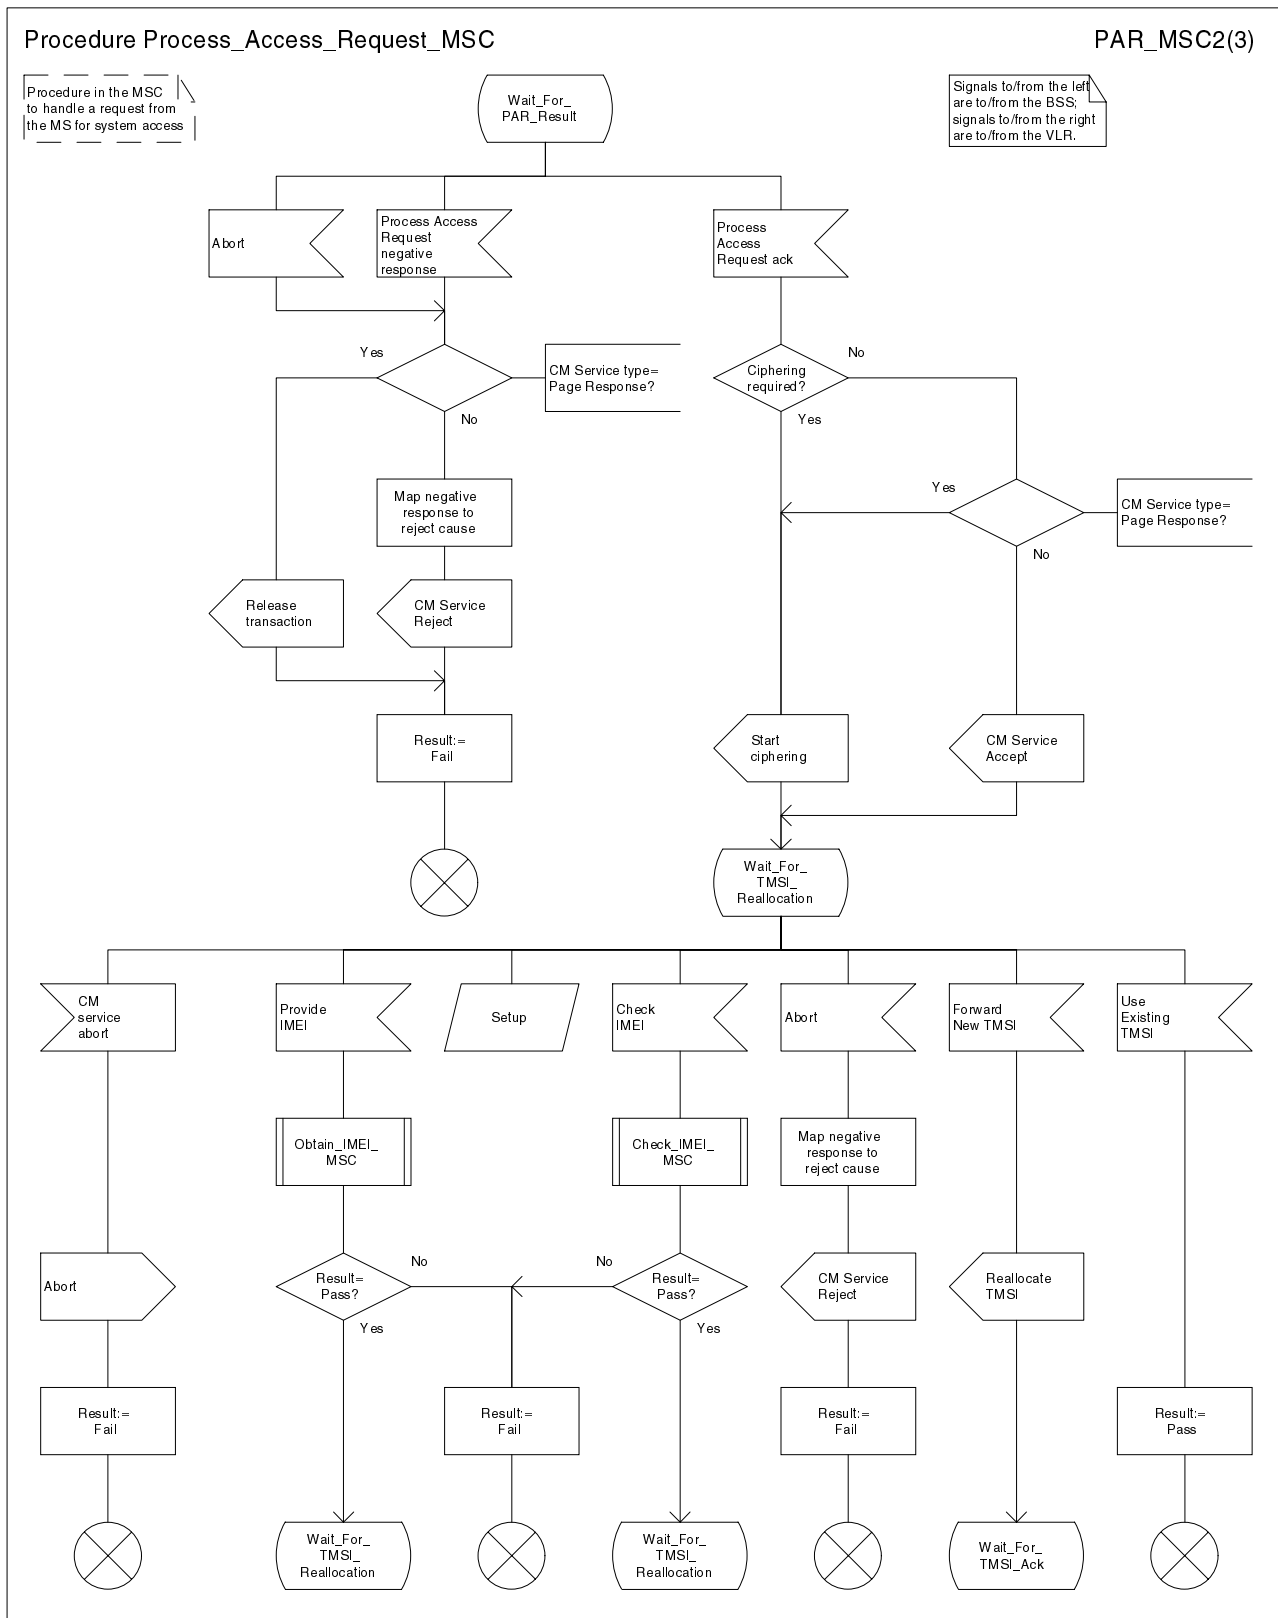 Procedure Process_Access_Request_MSC
PAR_MSC2(3)
Procedure in the MSC
to handle a request from
the MS for system access
Wait_For_
PAR_Result
Signals to/from the left
are to/from the BSS;
signals to/from the right
are to/from the VLR.
Abort
Process Access
Request
negative
response
Process
Access
Request ack
Yes
CM Service type=
Page Response?
No
Ciphering
required?
No
Yes
Yes
CM Service type=
Page Response?
No
Map negative
response to
reject cause
Release
transaction
CM Service
Reject
Result:=
Fail
Start
ciphering
CM Service
Accept
Wait_For_
TMSI_
Reallocation
CM
service
abort
Provide
IMEI
Setup
Check
IMEI
Abort
Forward
New TMSI
Use
Existing
TMSI
Obtain_IMEI_
MSC
Check_IMEI_
MSC
Map negative
response to
reject cause
Abort
Result=
Pass?
No
Yes
No
Result=
Pass?
Yes
CM Service
Reject
Reallocate
TMSI
Result:=
Fail
Result:=
Fail
Result:=
Fail
Result:=
Pass
Wait_For_
TMSI_
Reallocation
Wait_For_
TMSI_
Reallocation
Wait_For_
TMSI_Ack